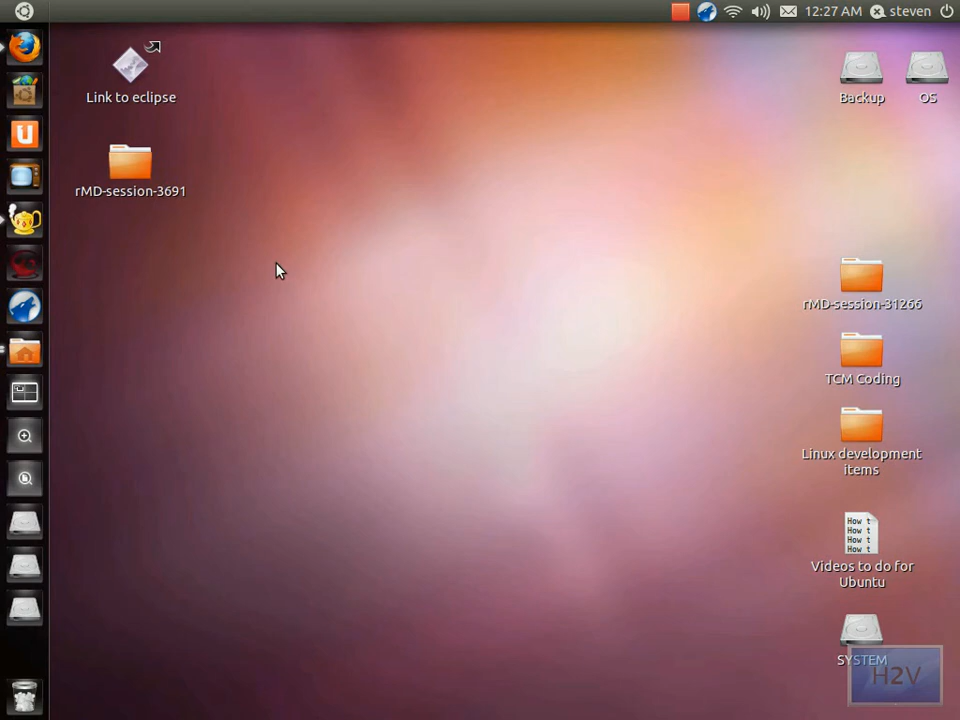 12:27 AM steven
Link to eclipse
Backup
OS
rMD-session-3691
rMD-session-31266
TCM Coding
Linux development
items
How t
How t
How t
How t
Videos to do for
Ubuntu
SYSTEM
H2V